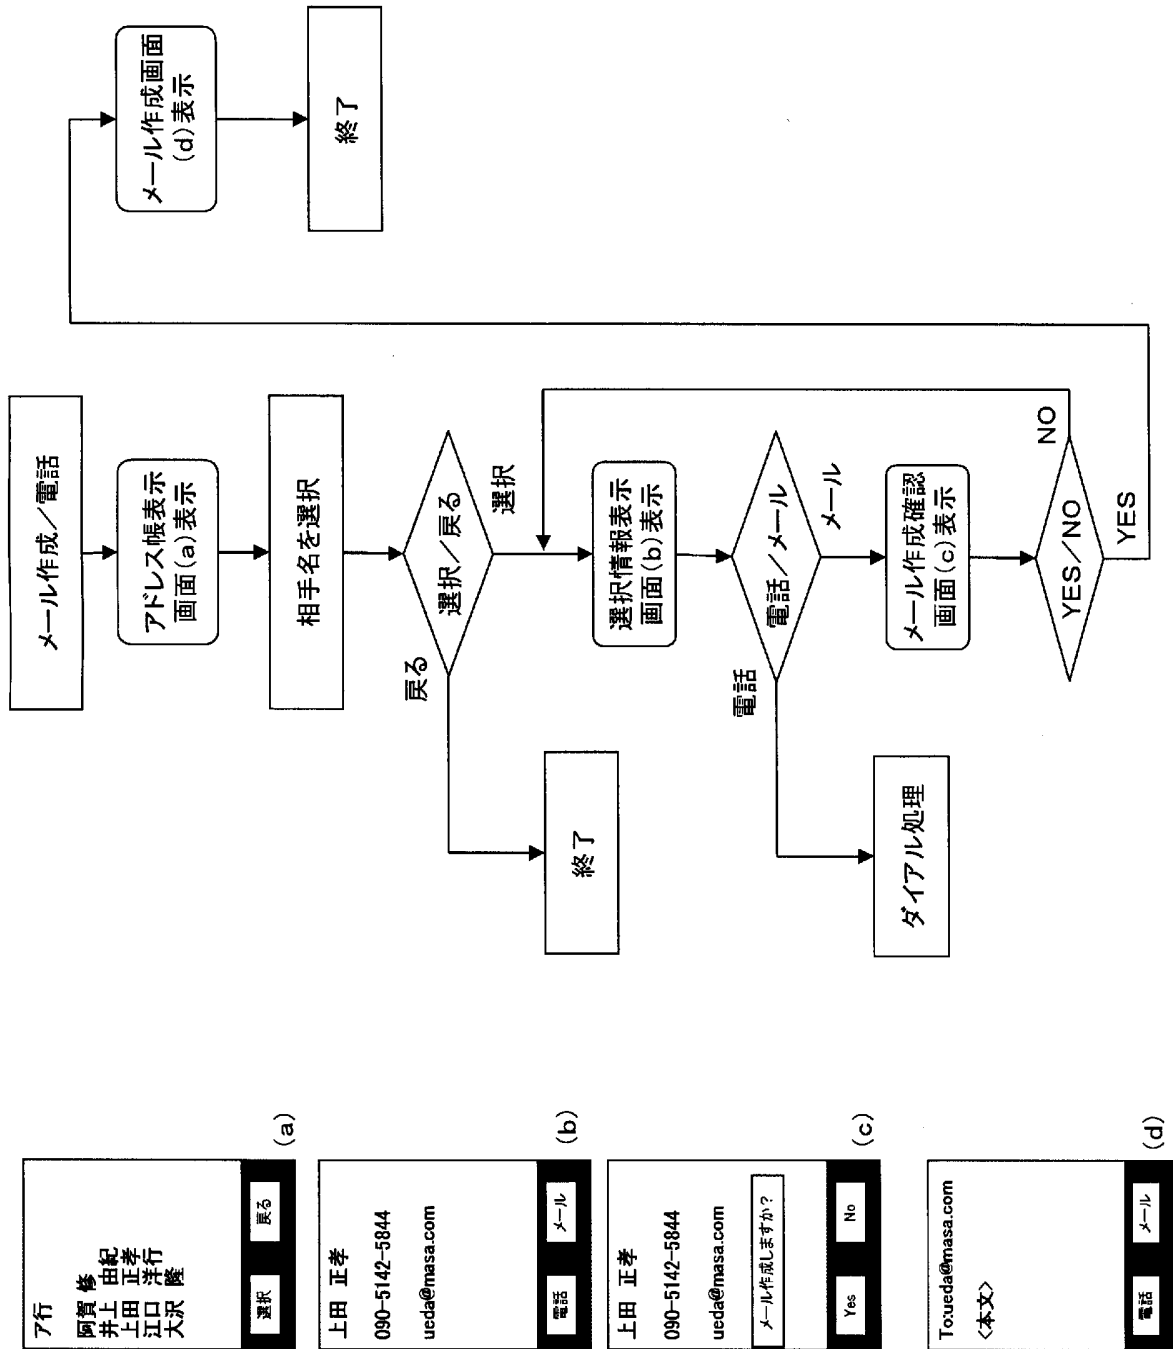 メール作成／電話
アドレス帳表示
画面(a)表示
相手名を選択
選択／戻る
戻る
選択
終了
選択情報表示
画面(b)表示
電話／メール
電話
メール
ダイアル処理
メール作成確認
画面(c)表示
YES/NO
NO
YES
メール作成画面
(d)表示
終了
ア行
阿賀 修
井上 由紀
上田 正孝
江口 洋行
大沢 隆
選択
戻る
(a)
上田 正孝
090-5142-5844
ueda@masa.com
電話
メール
(b)
上田 正孝
090-5142-5844
ueda@masa.com
メール作成しますか？
Yes
No
(c)
To:ueda@masa.com
<本文>
電話
メール
(d)